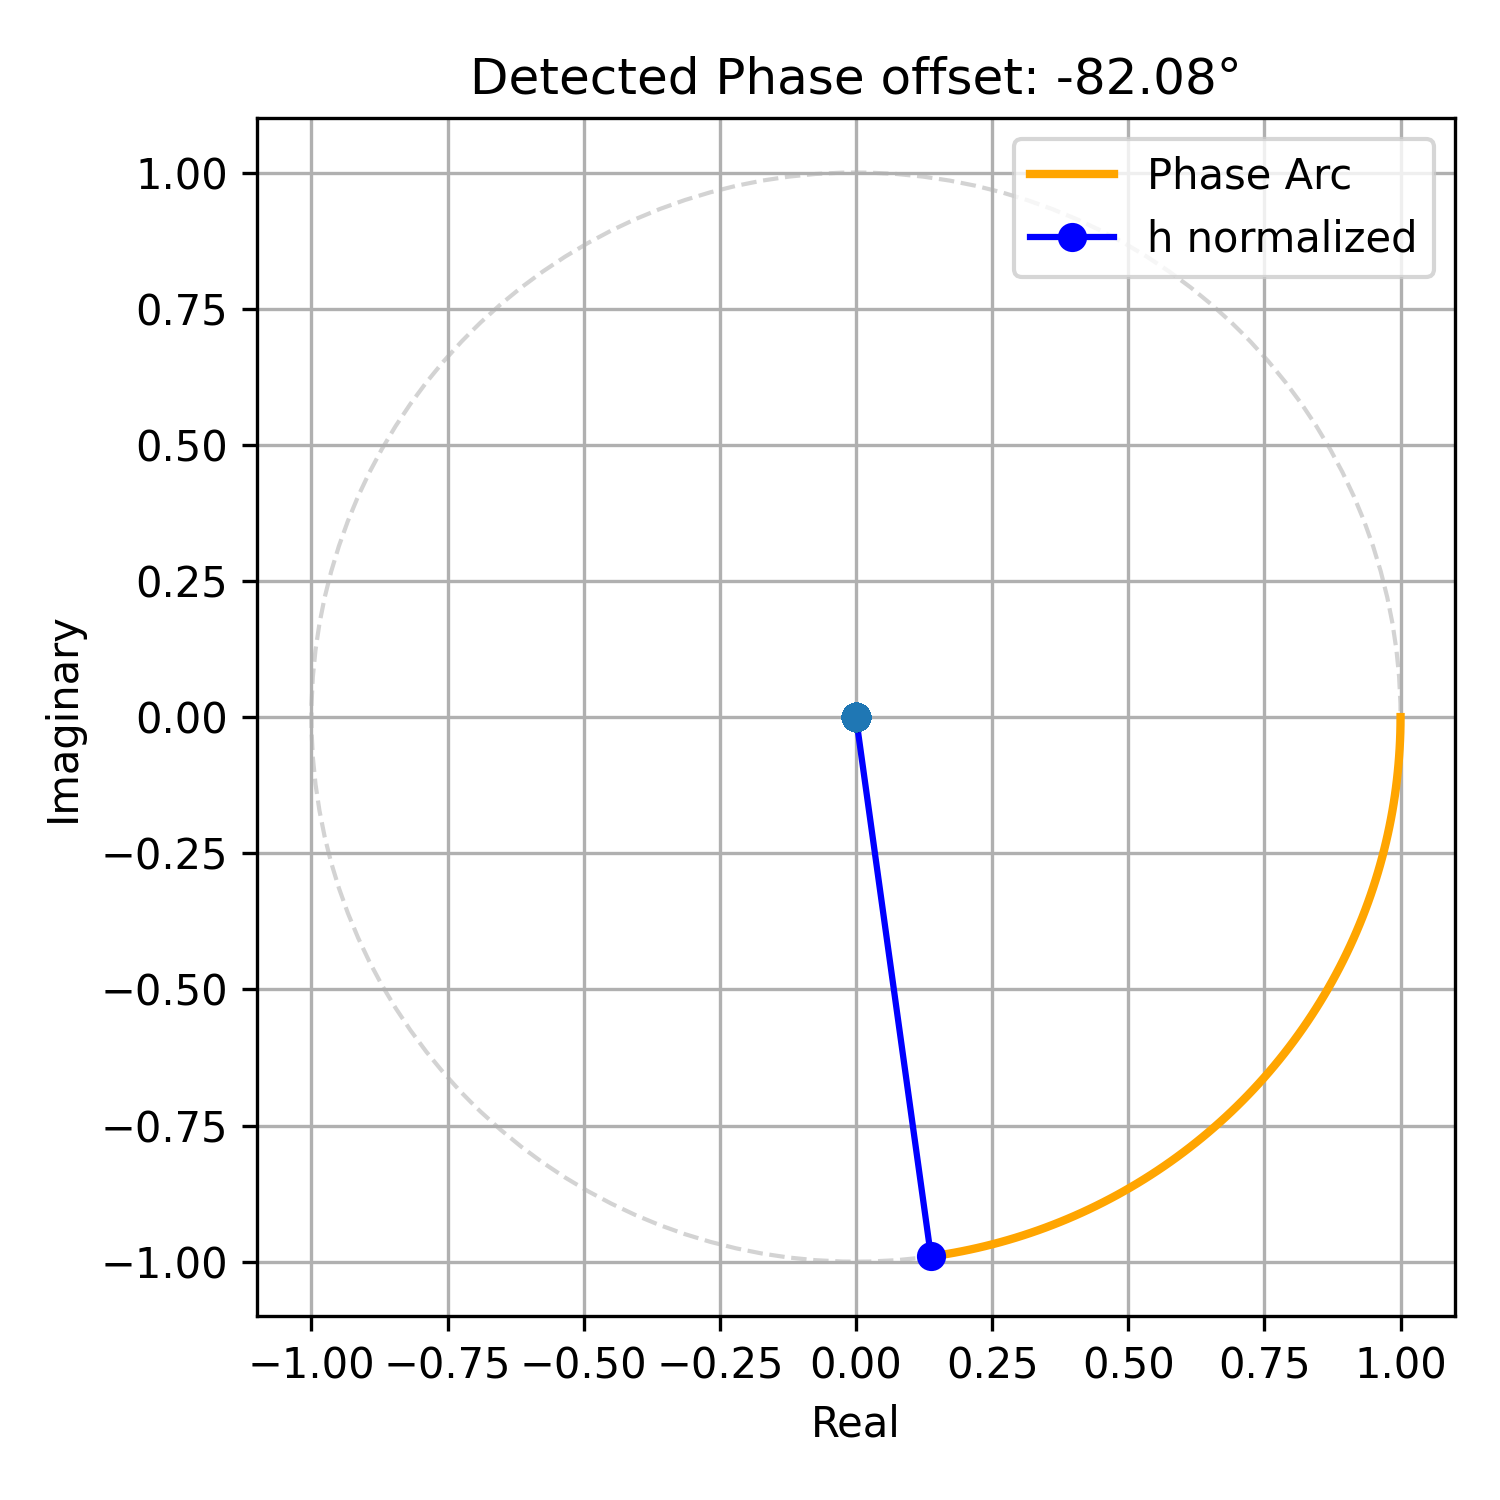 Detected Phase offset: -82.08°
Phase Arc
h normalized
1.00
0.75
0.50
0.25
0.00
−0.25
−0.50
−0.75
−1.00
Imaginary
−1.00 −0.75 −0.50 −0.25 0.00 0.25 0.50 0.75 1.00
Real